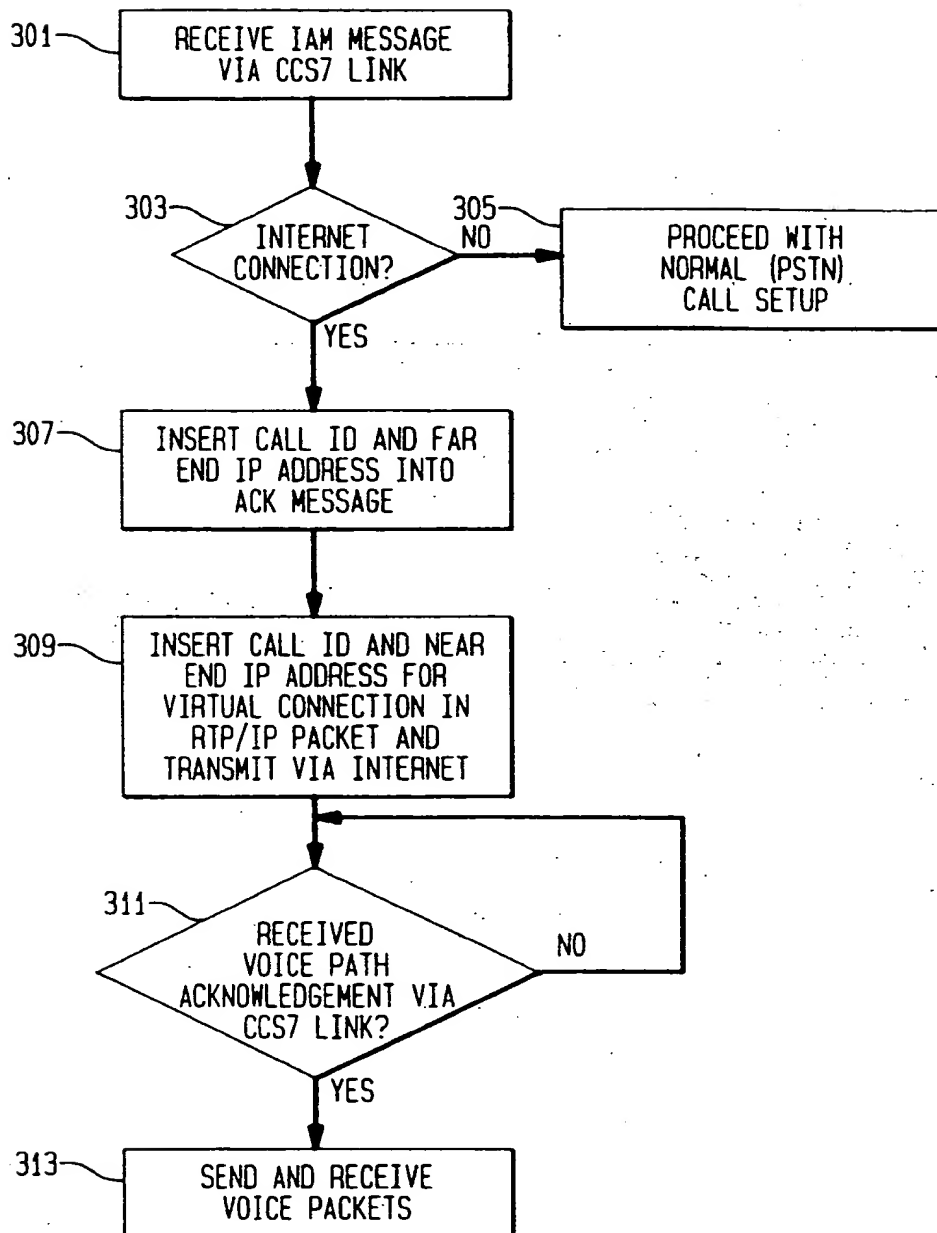 301
RECEIVE IAM MESSAGE
VIA CCS7 LINK
303
INTERNET
CONNECTION?
NO
305
PROCEED WITH
NORMAL (PSTN)
CALL SETUP
YES
307
INSERT CALL ID AND FAR
END IP ADDRESS INTO
ACK MESSAGE
309
INSERT CALL ID AND NEAR
END IP ADDRESS FOR
VIRTUAL CONNECTION IN
RTP/IP PACKET AND
TRANSMIT VIA INTERNET
311
RECEIVED
VOICE PATH
ACKNOWLEDGEMENT VIA
CCS7 LINK?
NO
YES
313
SEND AND RECEIVE
VOICE PACKETS